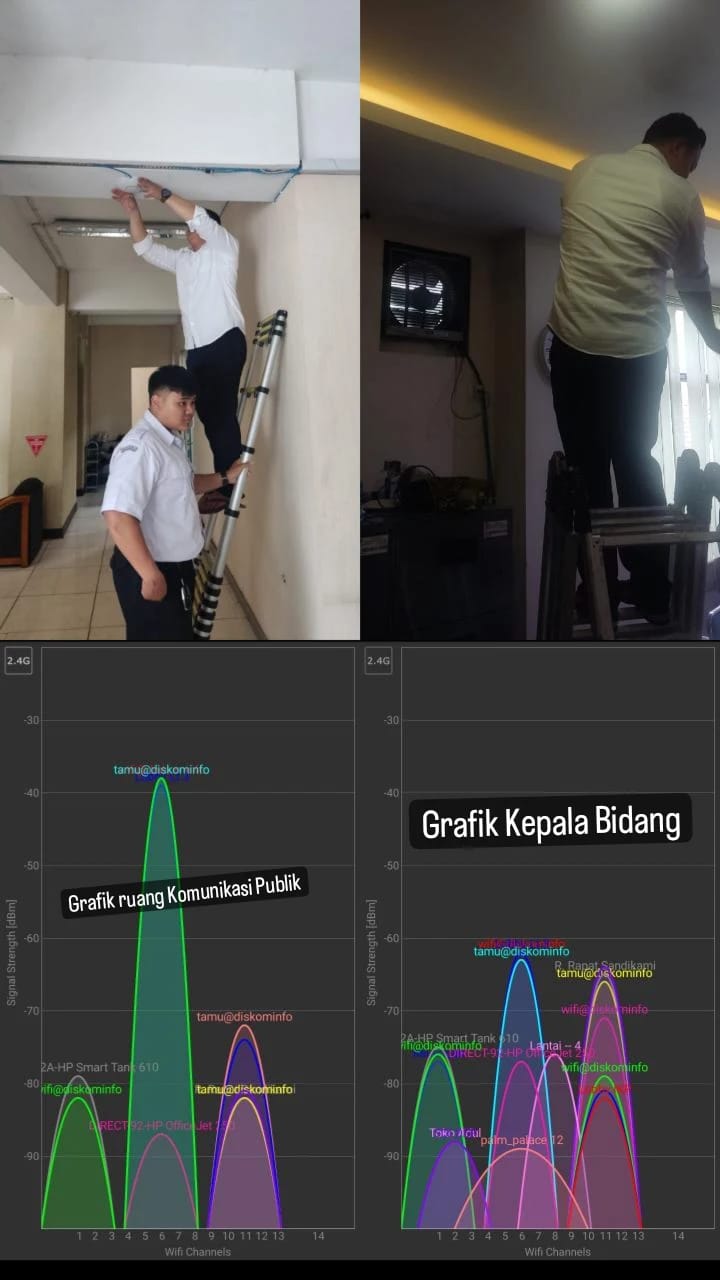 2.4G
-30
tamu@diskominfo
-40
-50
Grafik ruang Komunikasi Publik
-60
Signal Strength [dBm]
-70
tamu@diskominfo
2A-HP Smart Tank 610
-80
wifi@diskominfo
tamu@diskominfo
DIRECT-92-HP OfficeJet 250
-90
1 2 3 4 5 6 7 8 9 10 11 12 13 14
Wifi Channels
2.4G
-30
-40
Grafik Kepala Bidang
-50
-60
wifi@diskominfo
tamu@diskominfo
R. Rapat Sandikami
tamu@diskominfo
Signal Strength [dBm]
-70
wifi@diskominfo
2A-HP Smart Tank 610
wifi@diskominfo
Lantai -- 4
DIRECT-92-HP OfficeJet 250
wifi@diskominfo
-80
palm_palace 12
-90
1 2 3 4 5 6 7 8 9 10 11 12 13 14
Wifi Channels